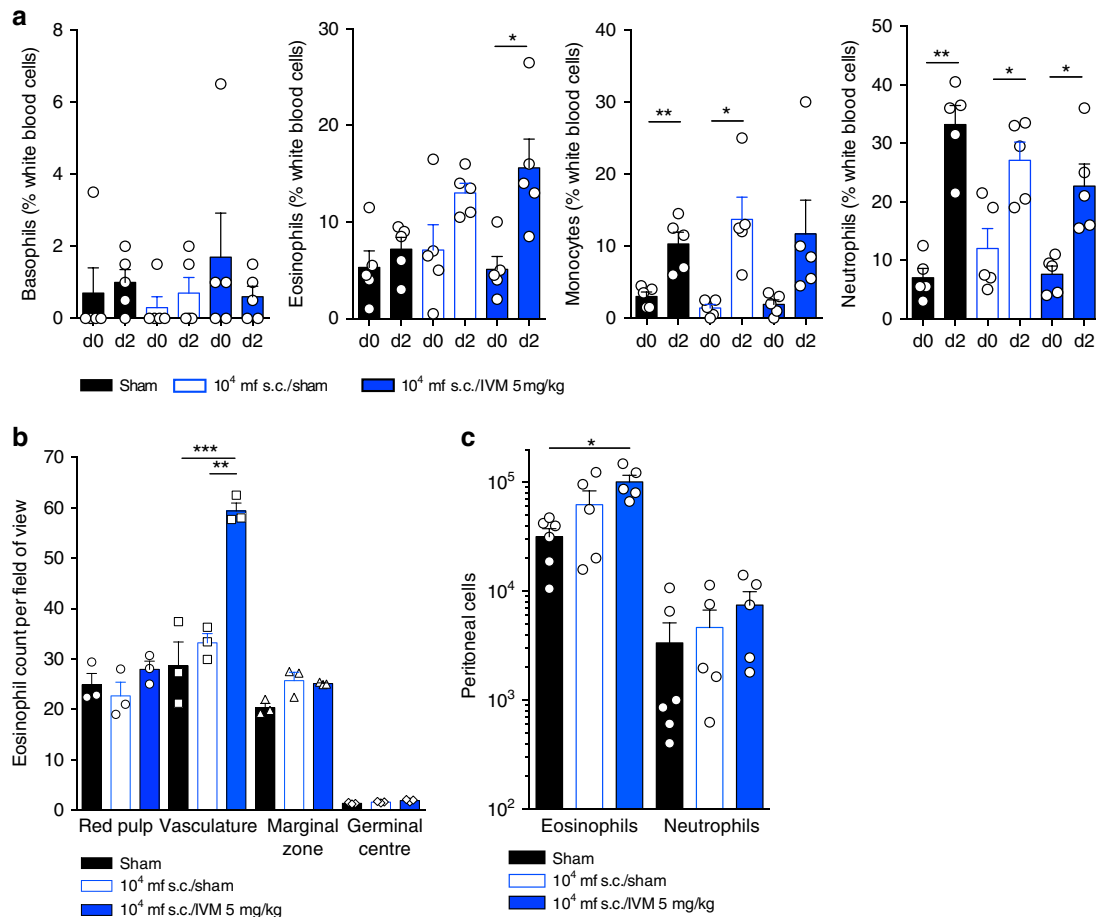 a
Basophils (% white blood cells)
8
6
4
2
0
d0 d2 d0 d2 d0 d2
Eosinophils (% white blood cells)
30
20
10
0
*
d0 d2 d0 d2 d0 d2
Monocytes (% white blood cells)
40
30
20
10
0
** *
d0 d2 d0 d2 d0 d2
Neutrophils (% white blood cells)
50
40
30
20
10
0
** * *
d0 d2 d0 d2 d0 d2
Sham 10⁴ mf s.c./sham 10⁴ mf s.c./IVM 5 mg/kg
b
Eosinophil count per field of view
70
60
50
40
30
20
10
0
***
**
Red pulp Vasculature Marginal zone Germinal centre
Sham
10⁴ mf s.c./sham
10⁴ mf s.c./IVM 5 mg/kg
c
Peritoneal cells
10⁵
10⁴
10³
10²
*
Eosinophils Neutrophils
Sham
10⁴ mf s.c./sham
10⁴ mf s.c./IVM 5 mg/kg